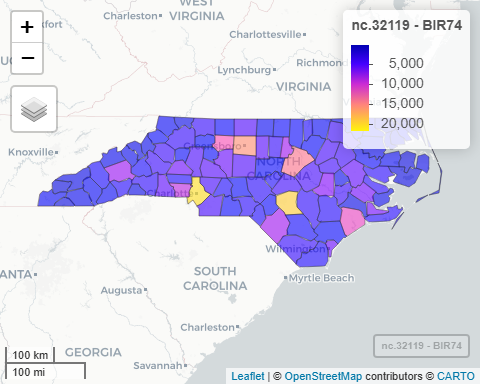 WEST
VIRGINIA
Charleston
Charlottesville
Lynchburg
Richmond
VIRGINIA
+
−
nc.32119 - BIR74
5,000
10,000
15,000
20,000
Knoxville
Greensboro
NORTH
CAROLINA
Charlotte
Wilmington
SOUTH
CAROLINA
Myrtle Beach
ANTA
Augusta
Charleston
GEORGIA
Savannah
100 km
100 mi
nc.32119 - BIR74
Leaflet | © OpenStreetMap contributors © CARTO